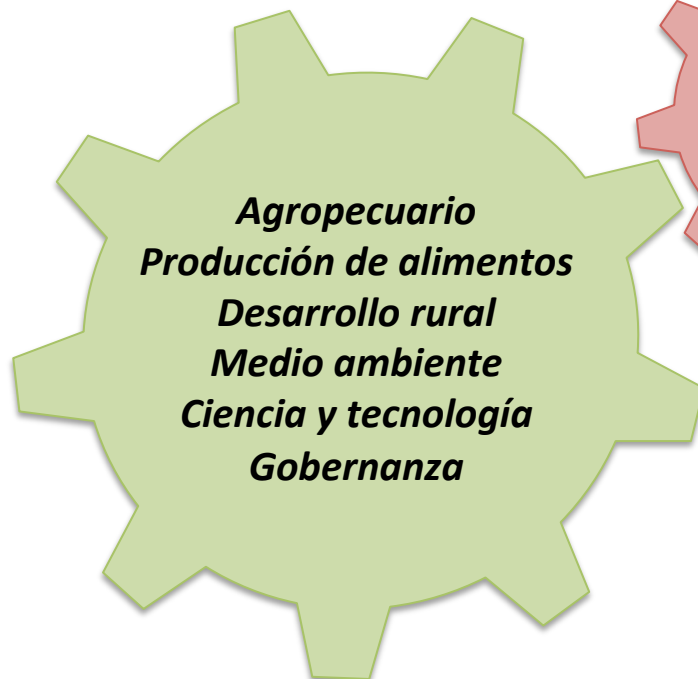 Agropecuario
Producción de alimentos
Desarrollo rural
Medio ambiente
Ciencia y tecnología
Gobernanza